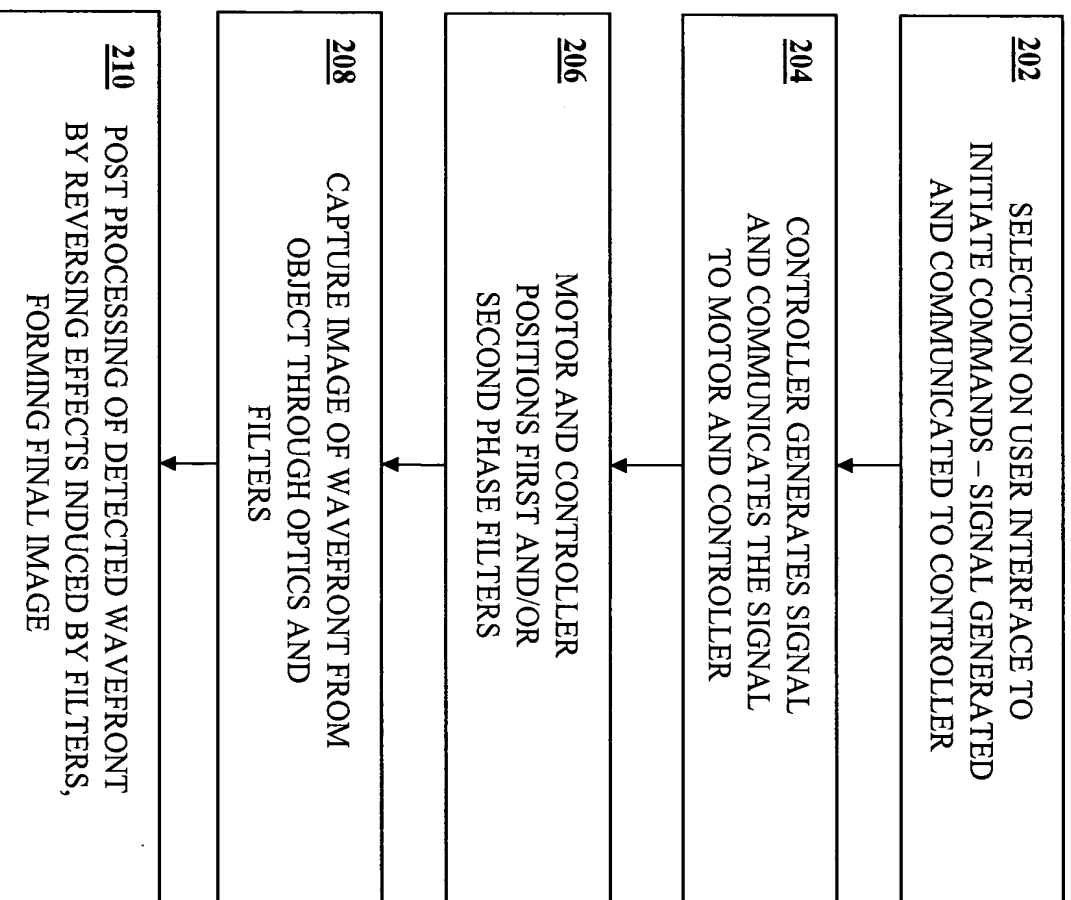 202
SELECTION ON USER INTERFACE TO
INITIATE COMMANDS – SIGNAL GENERATED
AND COMMUNICATED TO CONTROLLER
204
CONTROLLER GENERATES SIGNAL
AND COMMUNICATES THE SIGNAL
TO MOTOR AND CONTROLLER
206
MOTOR AND CONTROLLER
POSITIONS FIRST AND/OR
SECOND PHASE FILTERS
208
CAPTURE IMAGE OF WAVEFRONT FROM
OBJECT THROUGH OPTICS AND
FILTERS
210
POST PROCESSING OF DETECTED WAVEFRONT
BY REVERSING EFFECTS INDUCED BY FILTERS,
FORMING FINAL IMAGE